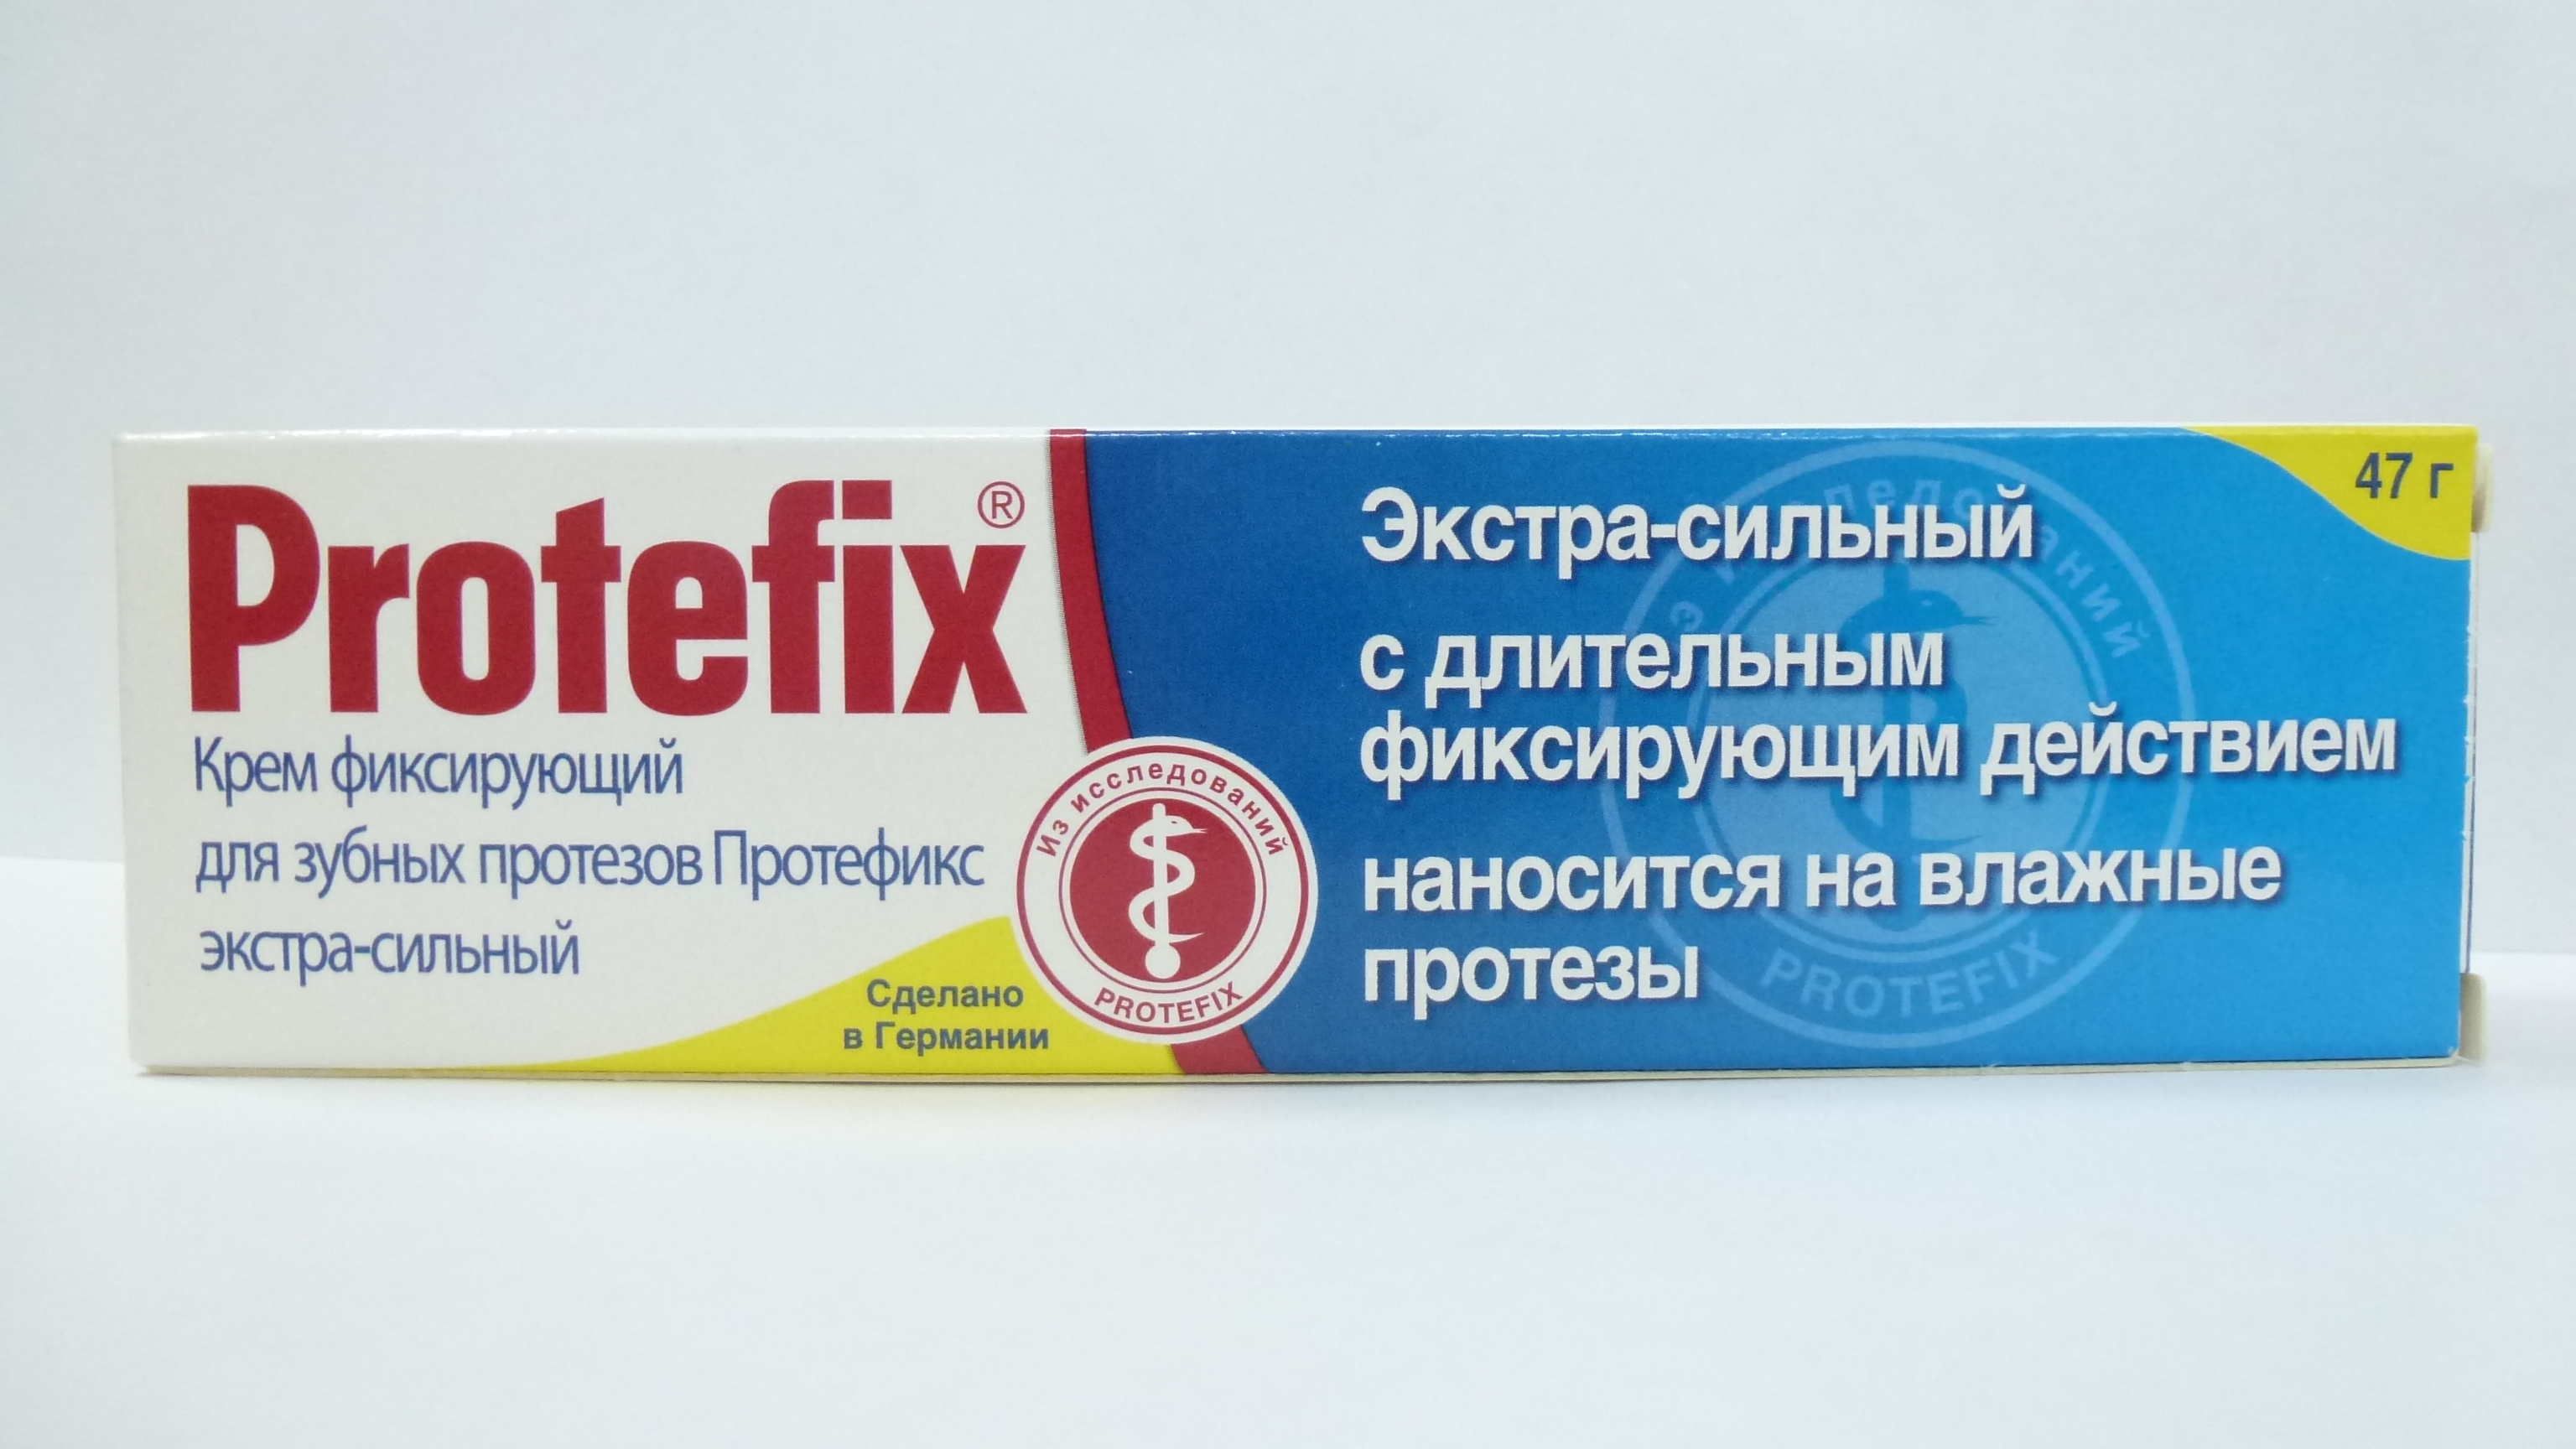 Protefix®
Крем фиксирующий
для зубных протезов Протефикс
экстра-сильный
Сделано
в Германии
Из исследований
PROTEFIX
Экстра-сильный
с длительным
фиксирующим действием
наносится на влажные
протезы
47 г
PROTEFIX